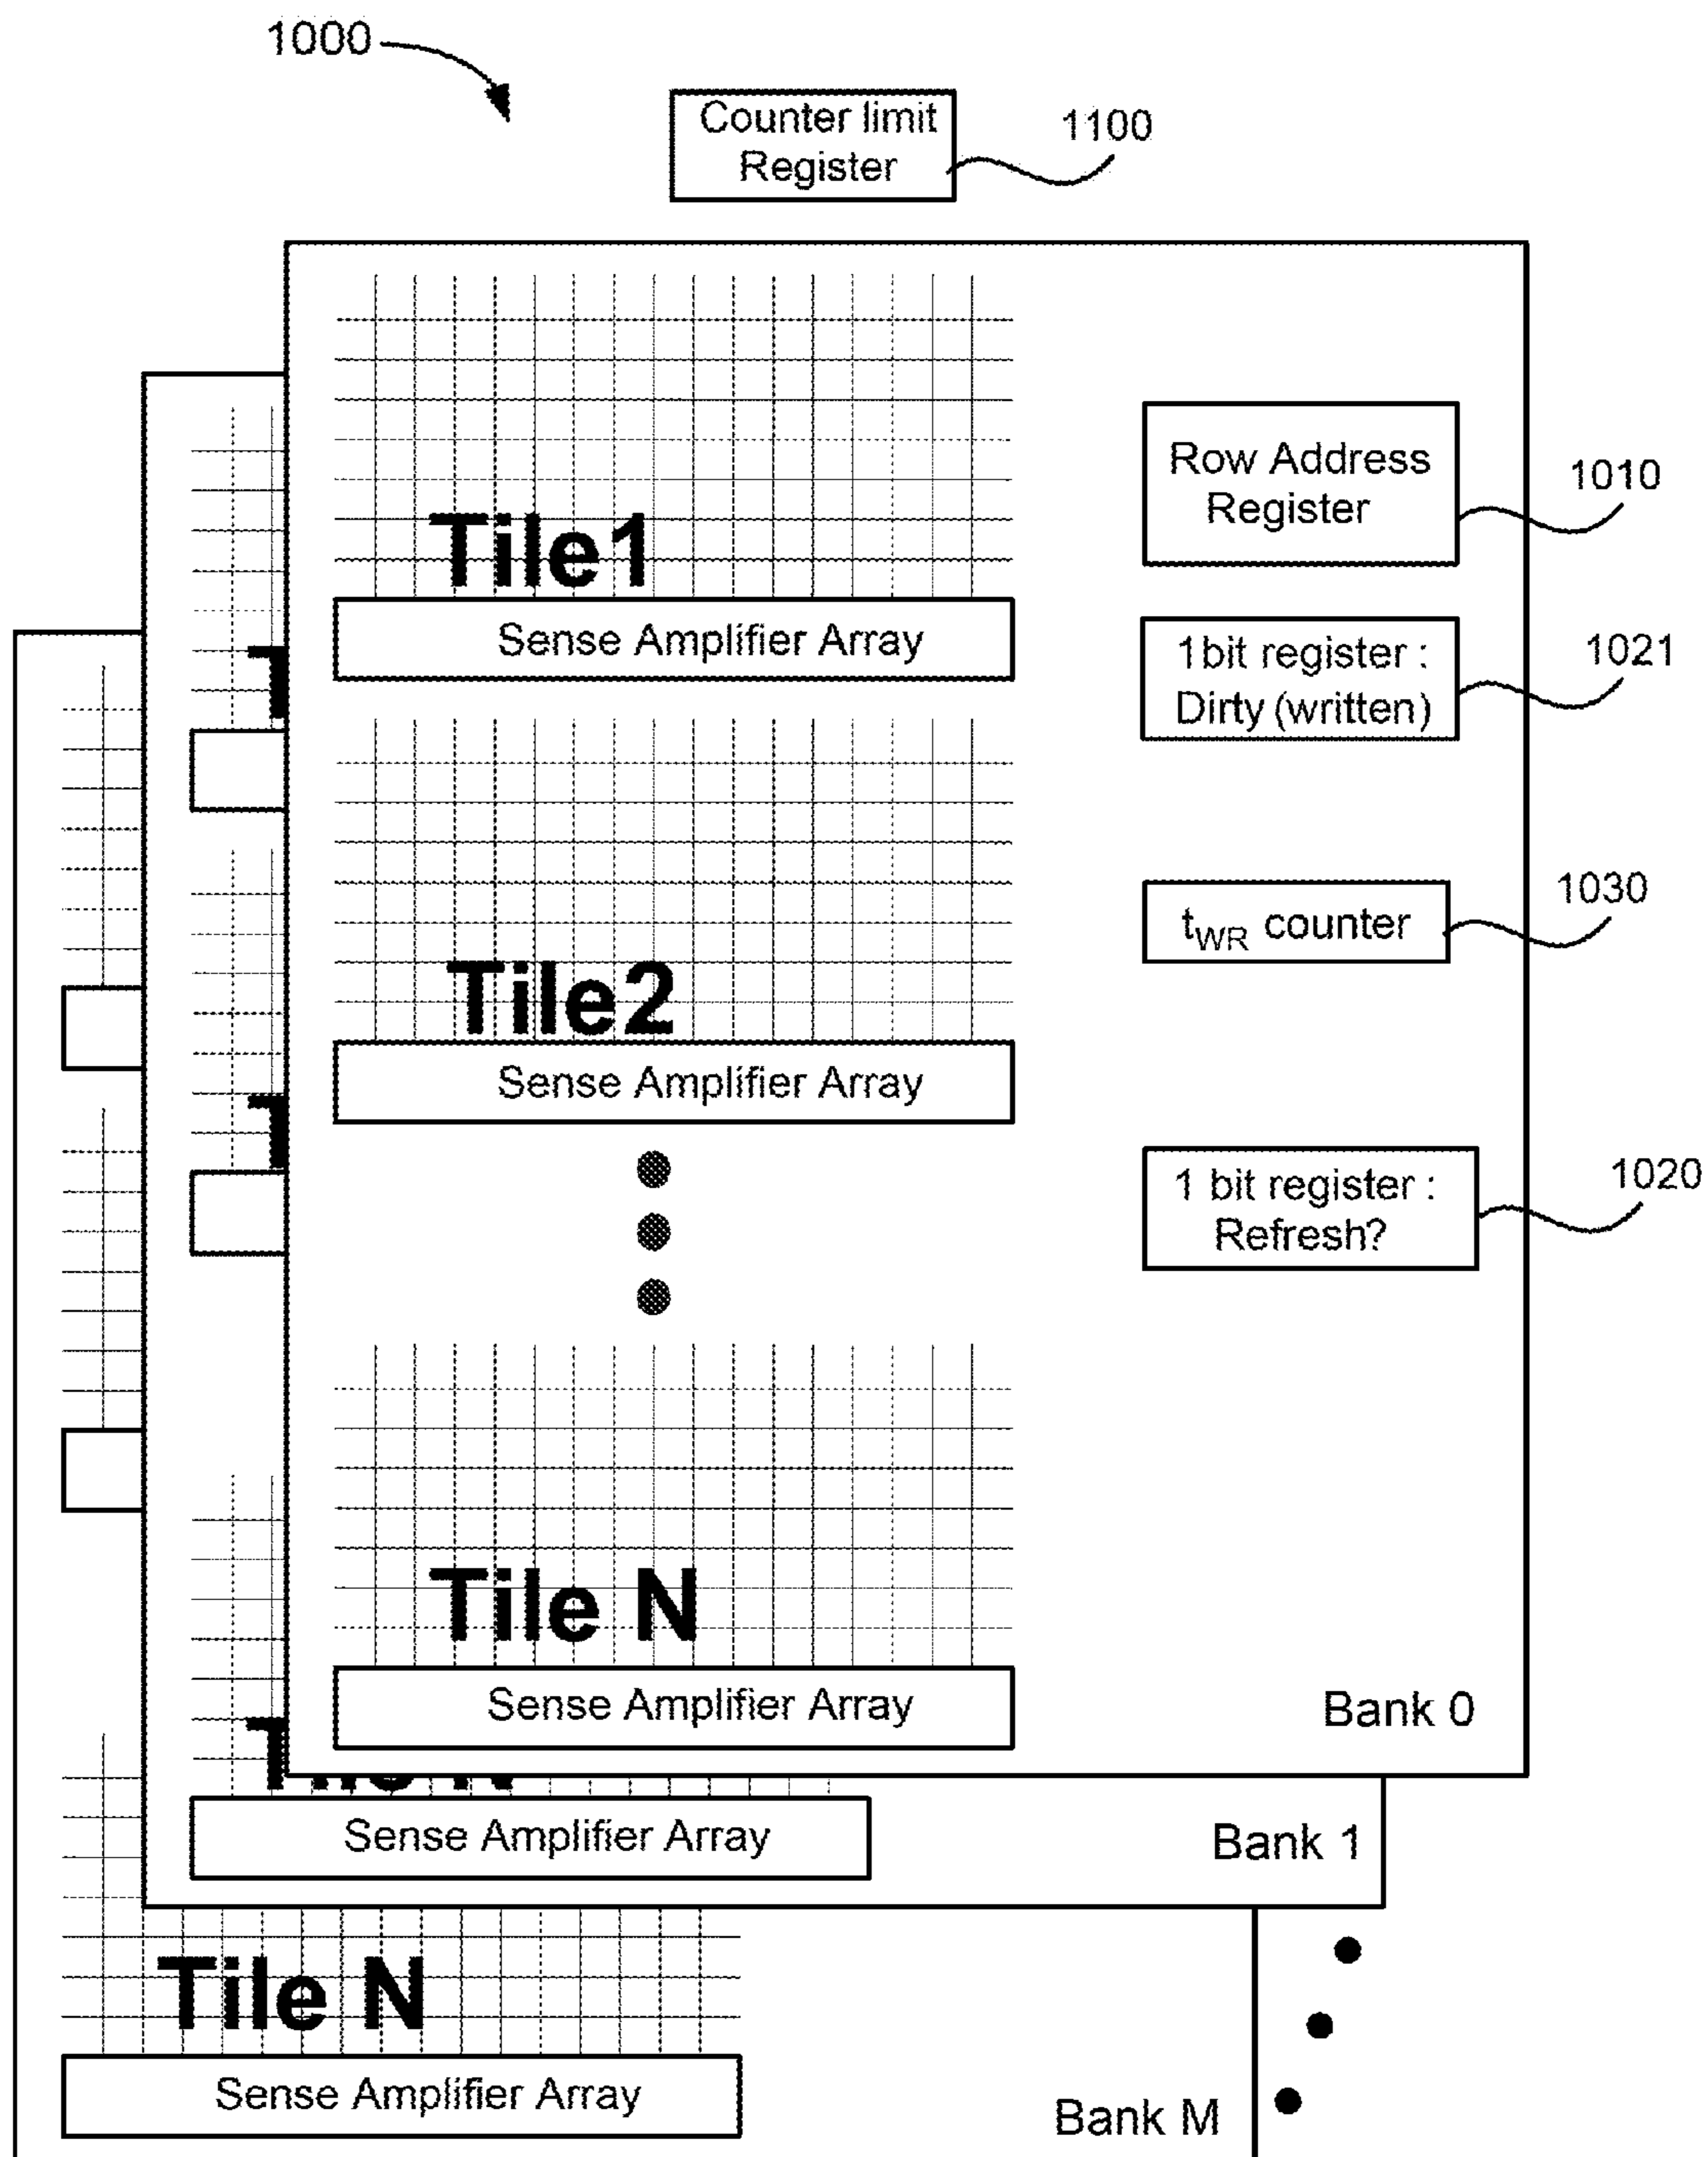 1000
Counter limit
Register
1100
Tile1
Sense Amplifier Array
Row Address
Register
1010
1bit register :
Dirty (written)
1021
Tile2
Sense Amplifier Array
tWR counter
1030
1 bit register :
Refresh?
1020
Tile N
Sense Amplifier Array
Bank 0
Sense Amplifier Array
Bank 1
Tile N
Sense Amplifier Array
Bank M